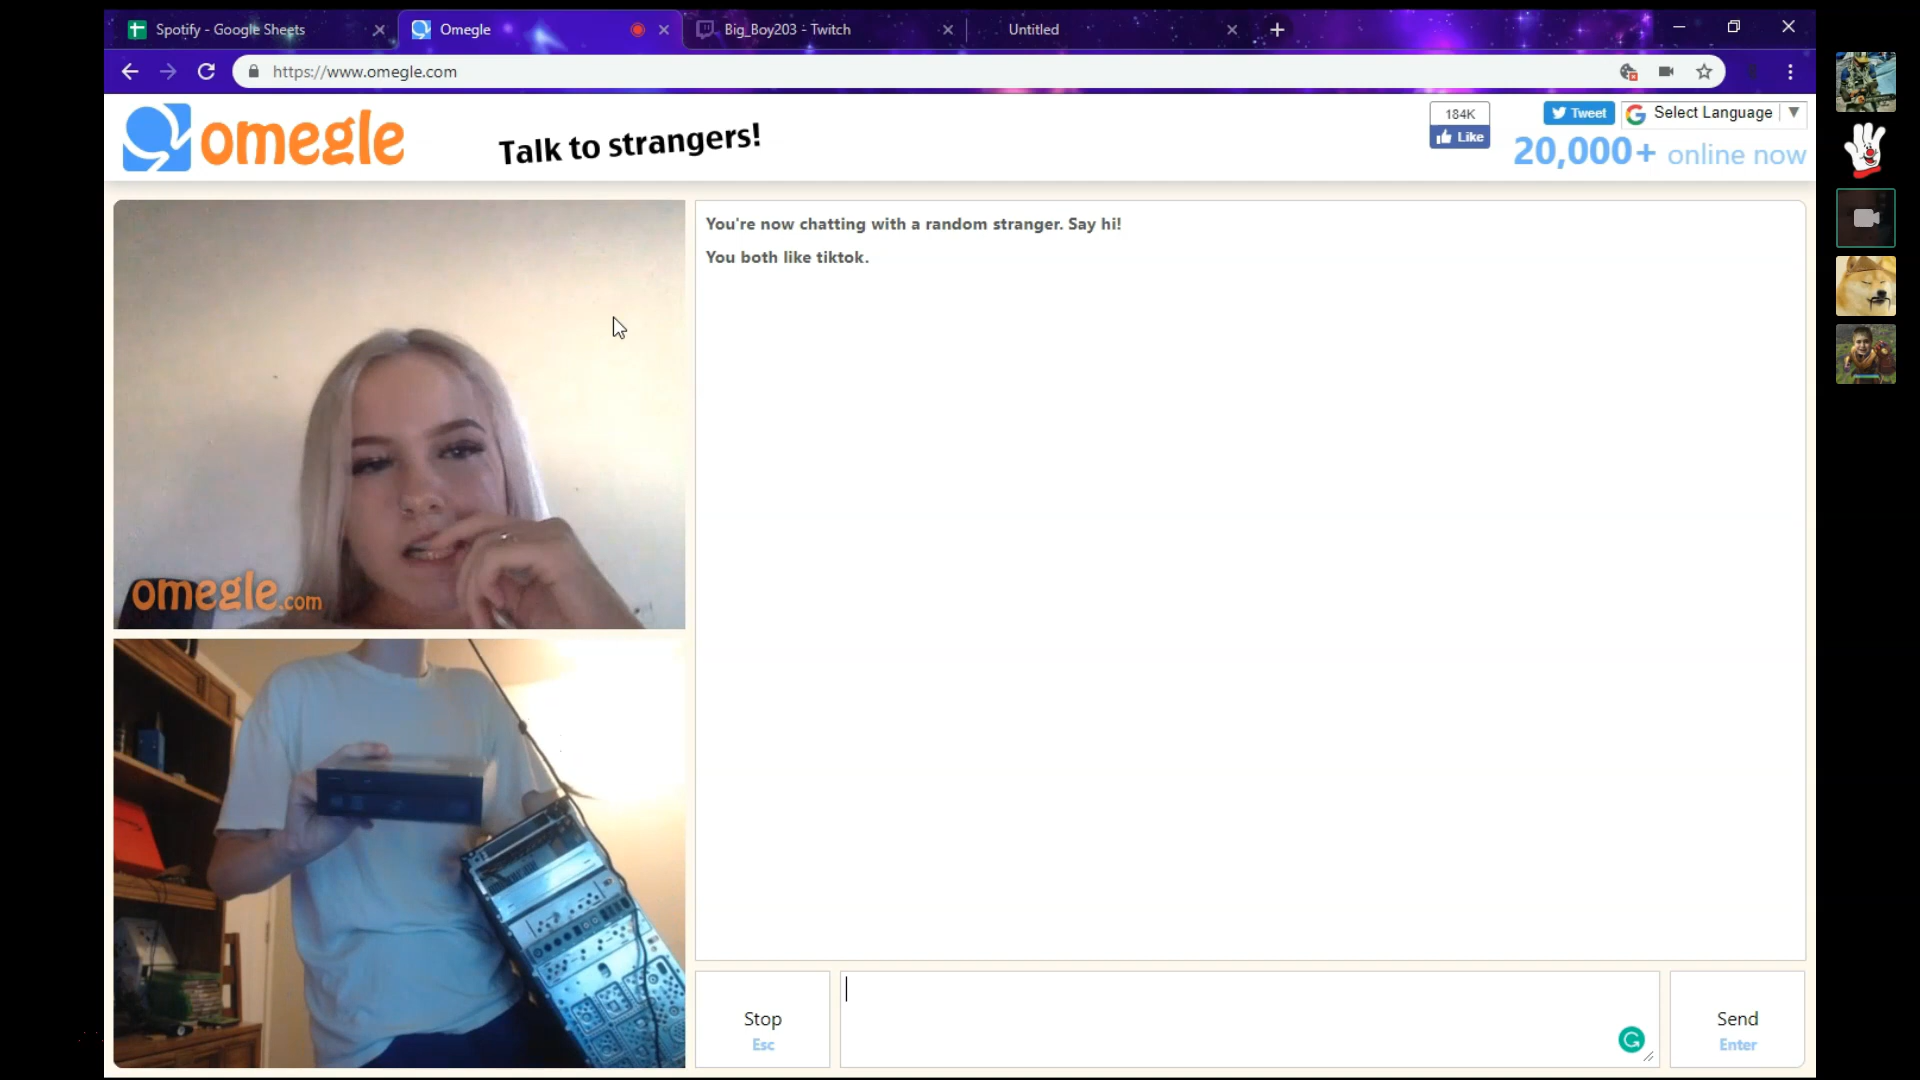 Spotify - Google Sheets
Omegle
Big_Boy203 - Twitch
Untitled
https://www.omegle.com
omegle
Talk to strangers!
184K
Like
Tweet
Select Language
20,000+ online now
You're now chatting with a random stranger. Say hi!
You both like tiktok.
omegle.com
Stop
Esc
Send
Enter